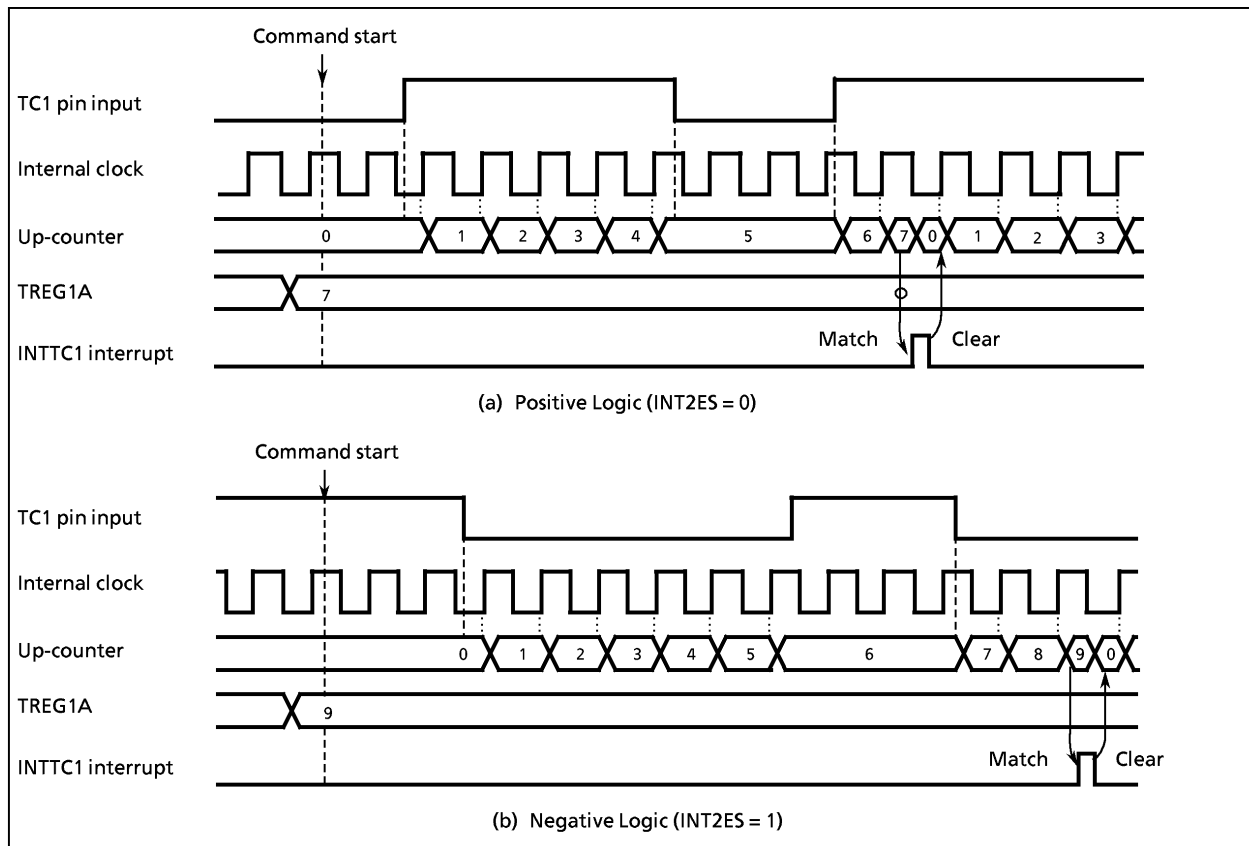 Command start
TC1 pin input
Internal clock
Up-counter 0 1 2 3 4 5 6 7 0 1 2 3
TREG1A 7
Match Clear
INTTC1 interrupt
(a) Positive Logic (INT2ES = 0)
Command start
TC1 pin input
Internal clock
Up-counter 0 1 2 3 4 5 6 7 8 9 0
TREG1A 9
Match Clear
INTTC1 interrupt
(b) Negative Logic (INT2ES = 1)